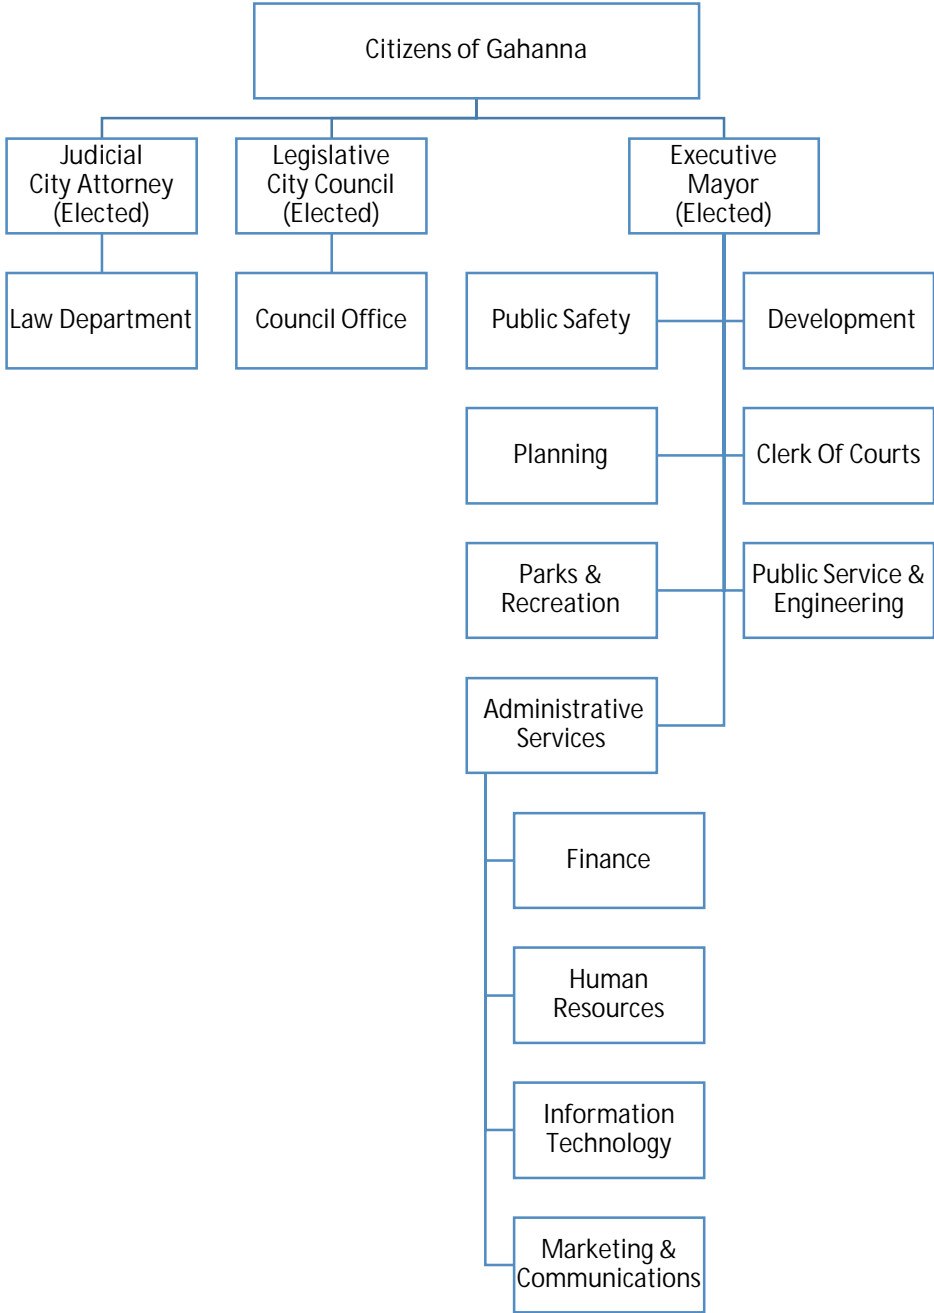 Citizens of Gahanna
Judicial
City Attorney
(Elected)
Legislative
City Council
(Elected)
Executive
Mayor
(Elected)
Law Department
Council Office
Public Safety
Development
Planning
Clerk Of Courts
Parks &
Recreation
Public Service &
Engineering
Administrative
Services
Finance
Human
Resources
Information
Technology
Marketing &
Communications